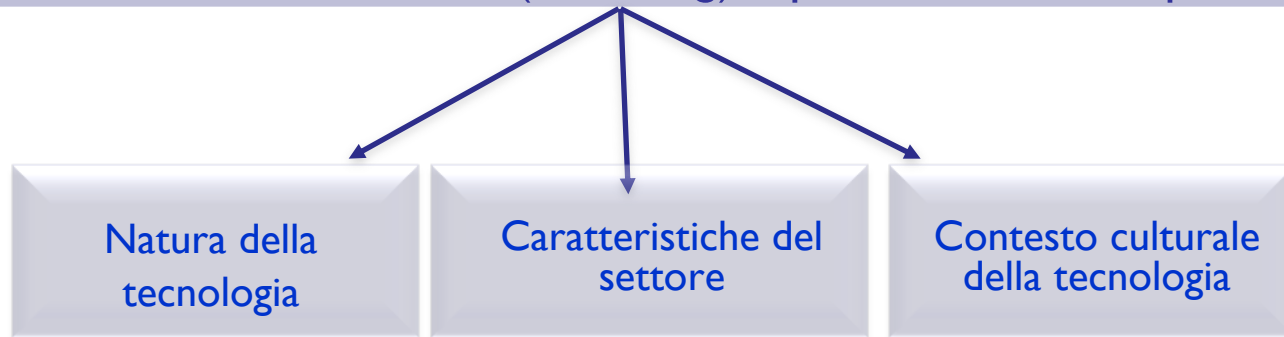 Natura della
tecnologia
Caratteristiche del
settore
Contesto culturale
della tecnologia